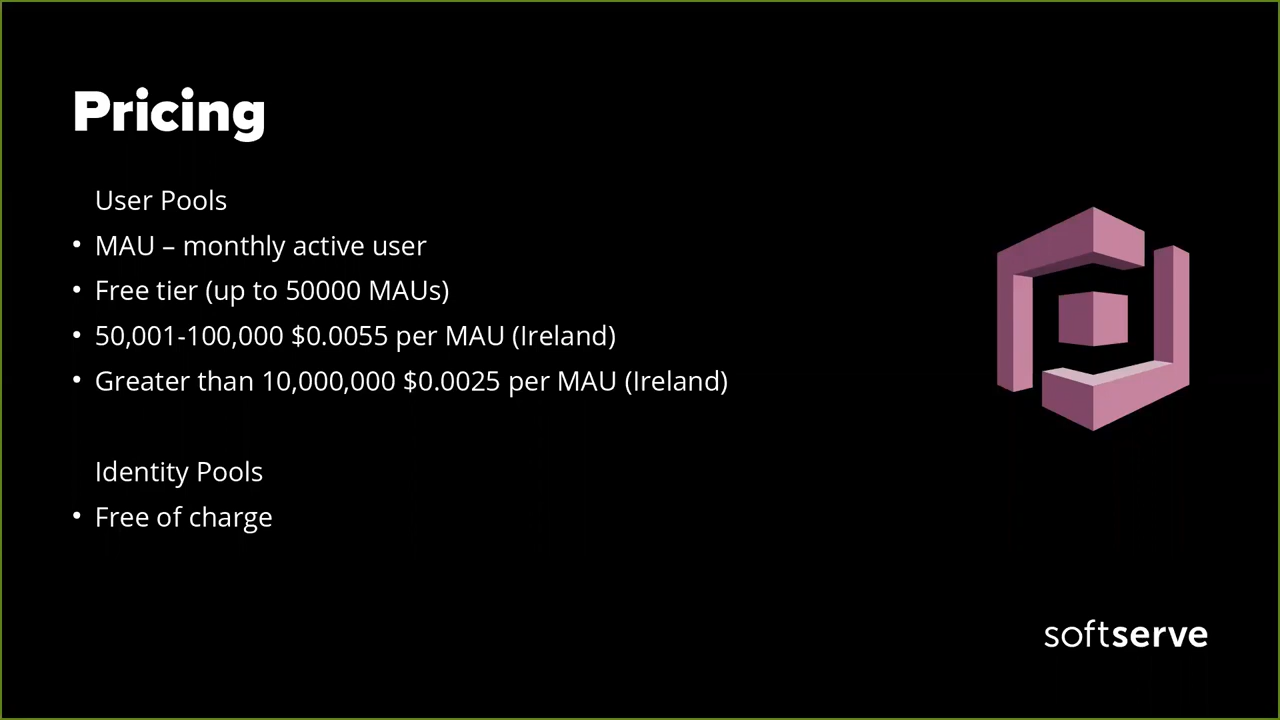 Pricing
User Pools
• MAU – monthly active user
• Free tier (up to 50000 MAUs)
• 50,001-100,000 $0.0055 per MAU (Ireland)
• Greater than 10,000,000 $0.0025 per MAU (Ireland)
Identity Pools
• Free of charge
softserve